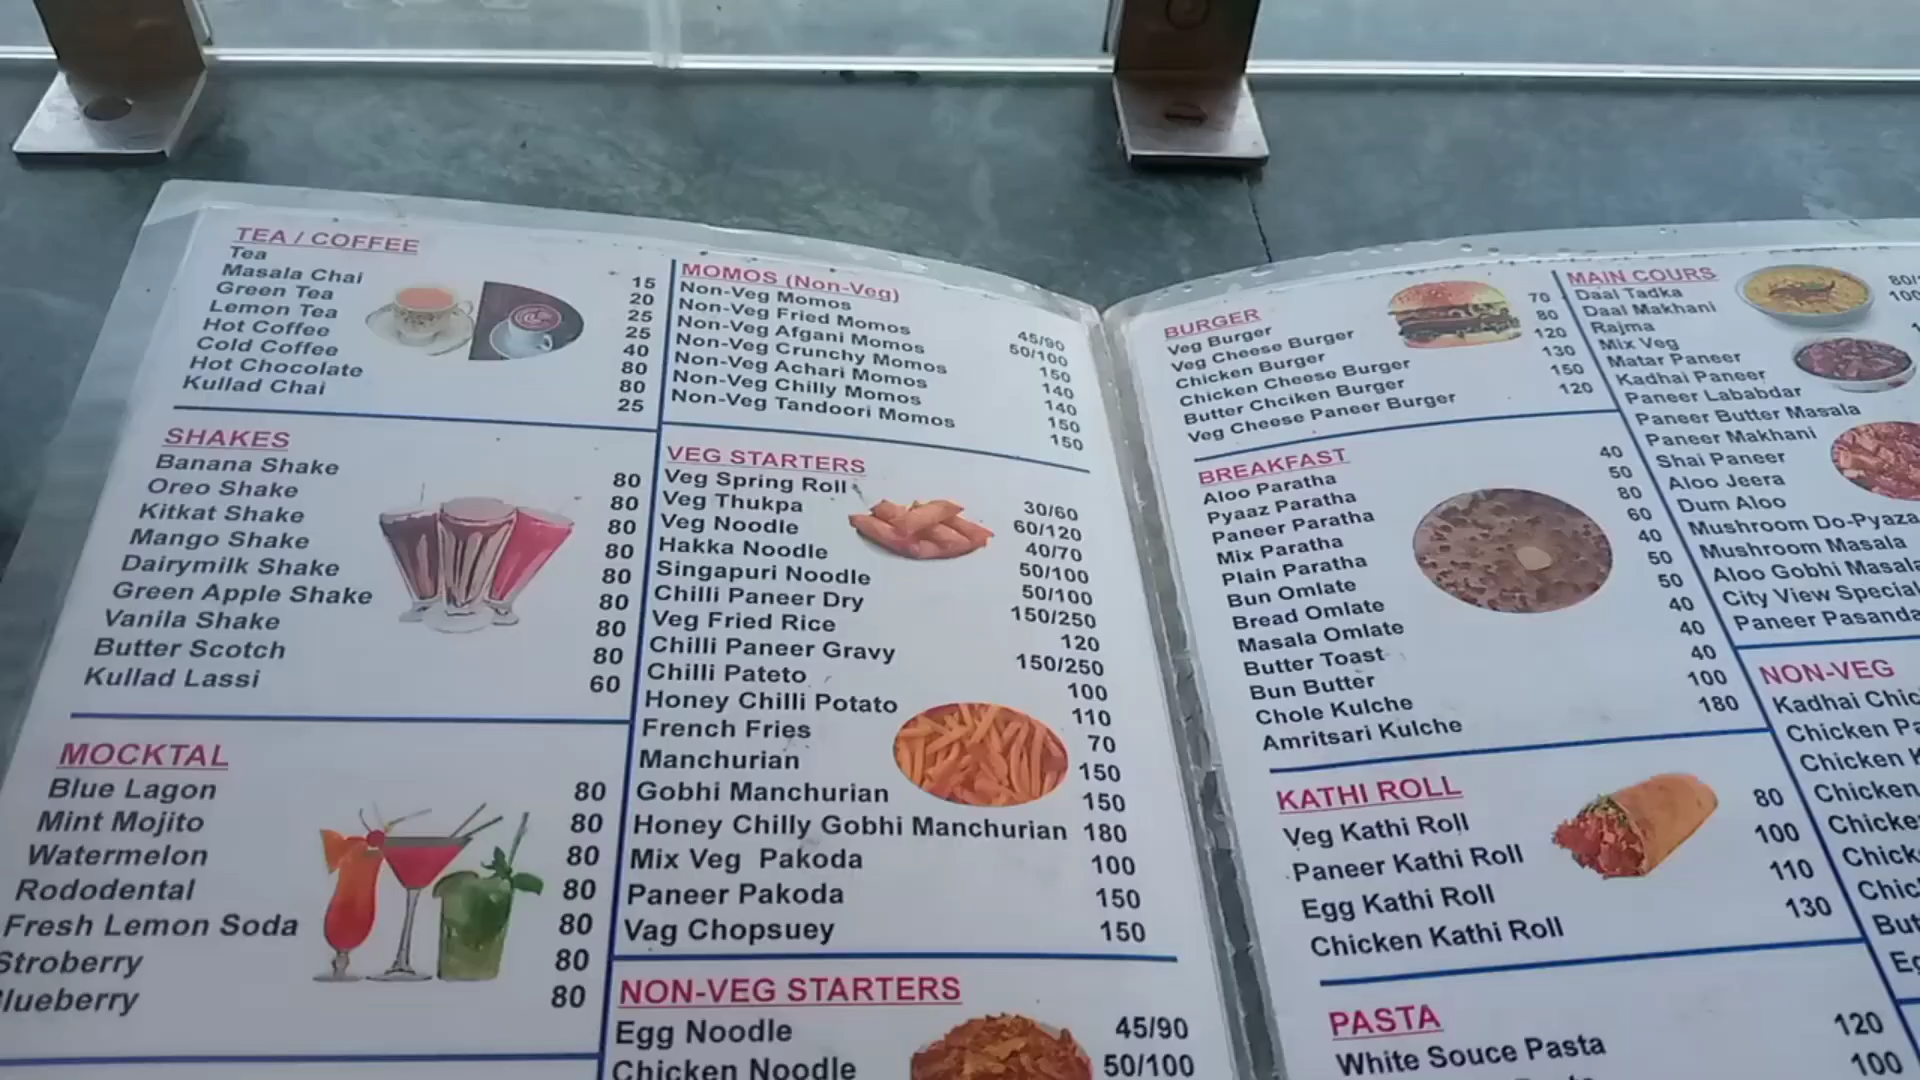 TEA / COFFEE
Tea 15
Masala Chai 20
Green Tea 25
Lemon Tea 25
Hot Coffee 40
Cold Coffee 80
Hot Chocolate 80
Kullad Chai 25
SHAKES
Banana Shake 80
Oreo Shake 80
Kitkat Shake 80
Mango Shake 80
Dairymilk Shake 80
Green Apple Shake 80
Vanila Shake 80
Butter Scotch 80
Kullad Lassi 60
MOCKTAL
Blue Lagon 80
Mint Mojito 80
Watermelon 80
Rododental 80
Fresh Lemon Soda 80
Stroberry 80
lueberry 80
MOMOS (Non-Veg)
Non-Veg Momos 45/90
Non-Veg Fried Momos 50/100
Non-Veg Afgani Momos 150
Non-Veg Crunchy Momos 140
Non-Veg Achari Momos 140
Non-Veg Chilly Momos 150
Non-Veg Tandoori Momos 150
VEG STARTERS
Veg Spring Roll 30/60
Veg Thukpa 60/120
Veg Noodle 40/70
Hakka Noodle 50/100
Singapuri Noodle 50/100
Chilli Paneer Dry 150/250
Veg Fried Rice 120
Chilli Paneer Gravy 150/250
Chilli Pateto 100
Honey Chilli Potato 110
French Fries 70
Manchurian 150
Gobhi Manchurian 150
Honey Chilly Gobhi Manchurian 180
Mix Veg Pakoda 100
Paneer Pakoda 150
Vag Chopsuey 150
NON-VEG STARTERS
Egg Noodle 45/90
Chicken Noodle 50/100
BURGER
Veg Burger 70
Veg Cheese Burger 80
Chicken Burger 120
Chicken Cheese Burger 130
Butter Chciken Burger 150
Veg Cheese Paneer Burger 120
BREAKFAST
Aloo Paratha 40
Pyaaz Paratha 50
Paneer Paratha 80
Mix Paratha 60
Plain Paratha 40
Bun Omlate 50
Bread Omlate 50
Masala Omlate 40
Butter Toast 40
Bun Butter 40
Chole Kulche 100
Amritsari Kulche 180
KATHI ROLL
Veg Kathi Roll 80
Paneer Kathi Roll 100
Egg Kathi Roll 110
Chicken Kathi Roll 130
PASTA
White Souce Pasta 120
100
MAIN COURS
Daal Tadka 80/
Daal Makhani 100
Rajma
Mix Veg
Matar Paneer
Kadhai Paneer
Paneer Lababdar
Paneer Butter Masala
Paneer Makhani
Shai Paneer
Aloo Jeera
Dum Aloo
Mushroom Do-Pyaza
Mushroom Masala
Aloo Gobhi Masala
City View Special
Paneer Pasanda
NON-VEG
Kadhai Chic
Chicken Pa
Chicken K
Chicken
Chicke
Chick
Chic
But
Eg